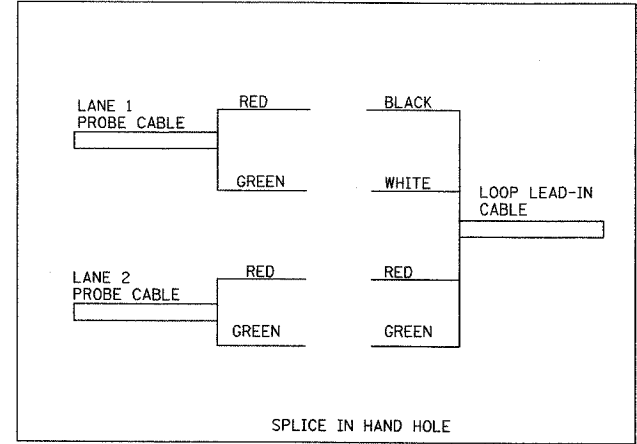 LANE 1
PROBE CABLE
RED
BLACK
GREEN
WHITE
LOOP LEAD-IN
CABLE
LANE 2
PROBE CABLE
RED
RED
GREEN
GREEN
SPLICE IN HAND HOLE